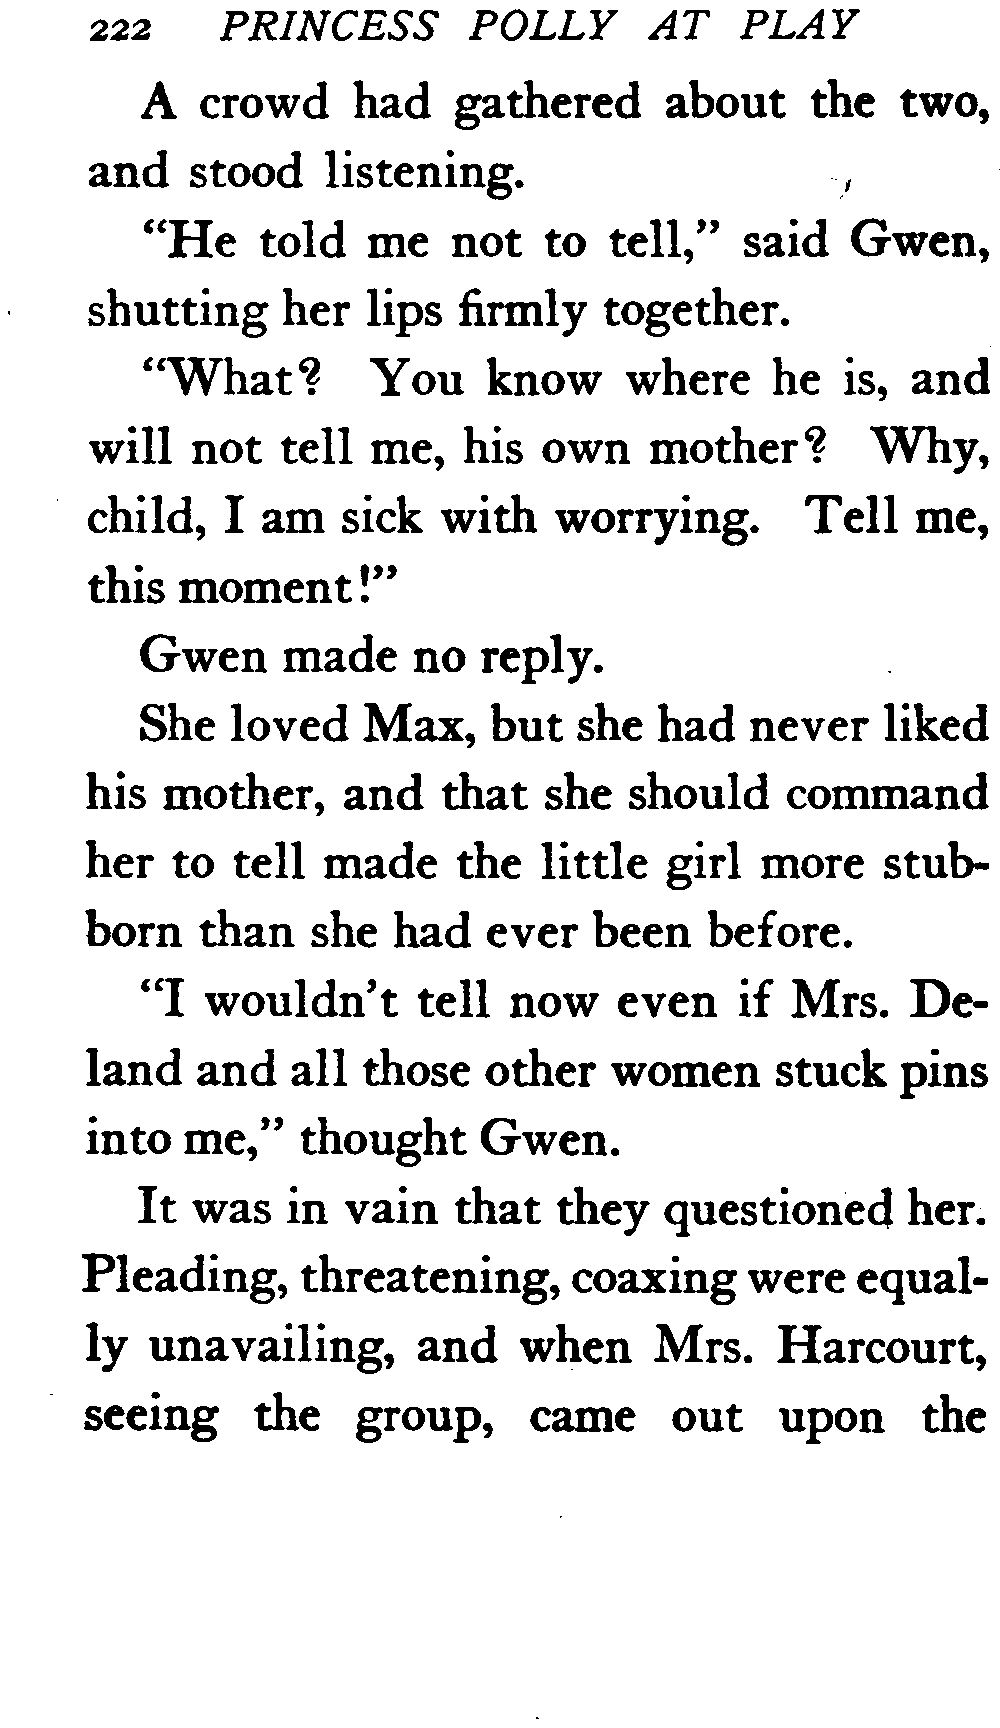 222 PRINCESS POLLY AT PLAY
A crowd had gathered about the two,
and stood listening.
“He told me not to tell,” said Gwen,
shutting her lips firmly together.
“What? You know where he is, and
will not tell me, his own mother? Why,
child, I am sick with worrying. Tell me,
this moment!”
Gwen made no reply.
She loved Max, but she had never liked
his mother, and that she should command
her to tell made the little girl more stub-
born than she had ever been before.
“I wouldn’t tell now even if Mrs. De-
land and all those other women stuck pins
into me,” thought Gwen.
It was in vain that they questioned her.
Pleading, threatening, coaxing were equal-
ly unavailing, and when Mrs. Harcourt,
seeing the group, came out upon the